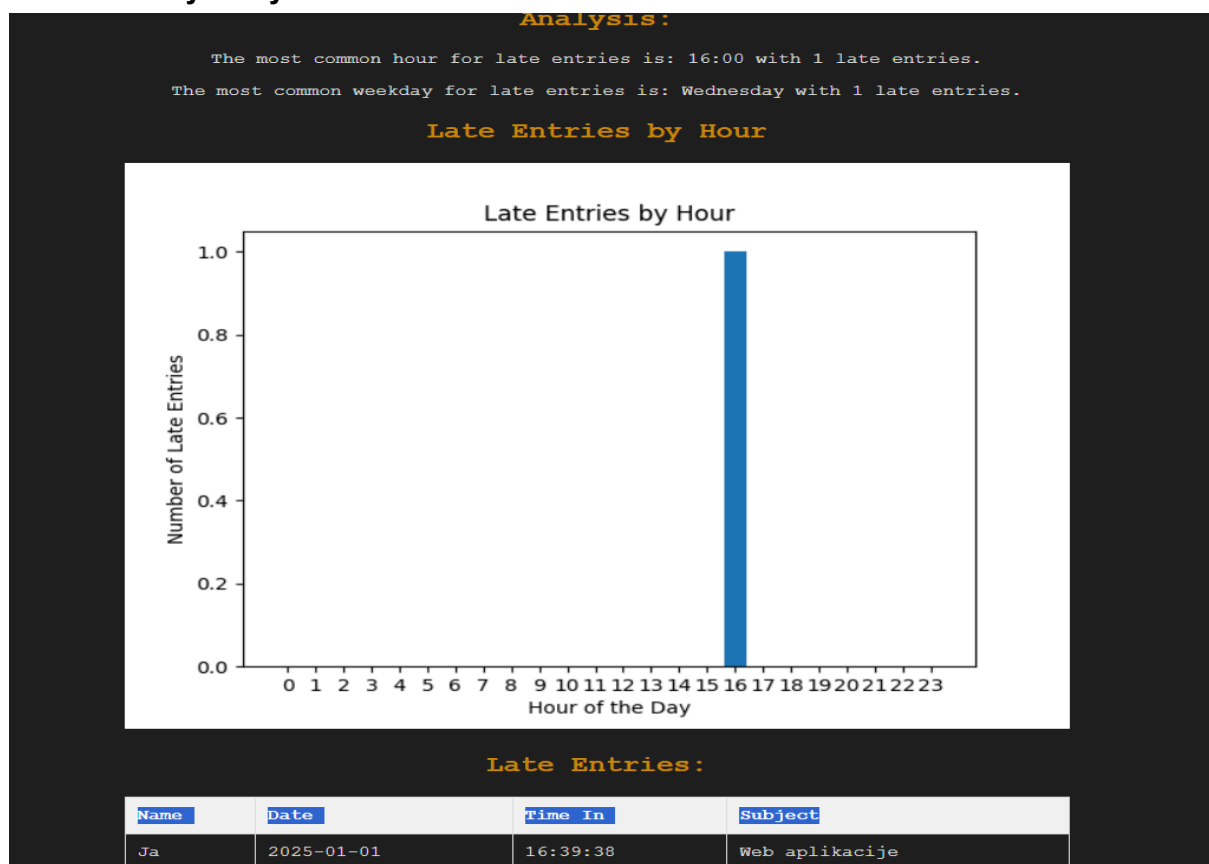 Analysis:
The most common hour for late entries is: 16:00 with 1 late entries.
The most common weekday for late entries is: Wednesday with 1 late entries.
Late Entries by Hour
Late Entries by Hour
1.0
0.8
0.6
0.4
0.2
0.0
Number of Late Entries
0 1 2 3 4 5 6 7 8 9 10 11 12 13 14 15 16 17 18 19 20 21 22 23
Hour of the Day
Late Entries:
Name Date Time In Subject
Ja 2025-01-01 16:39:38 Web aplikacije